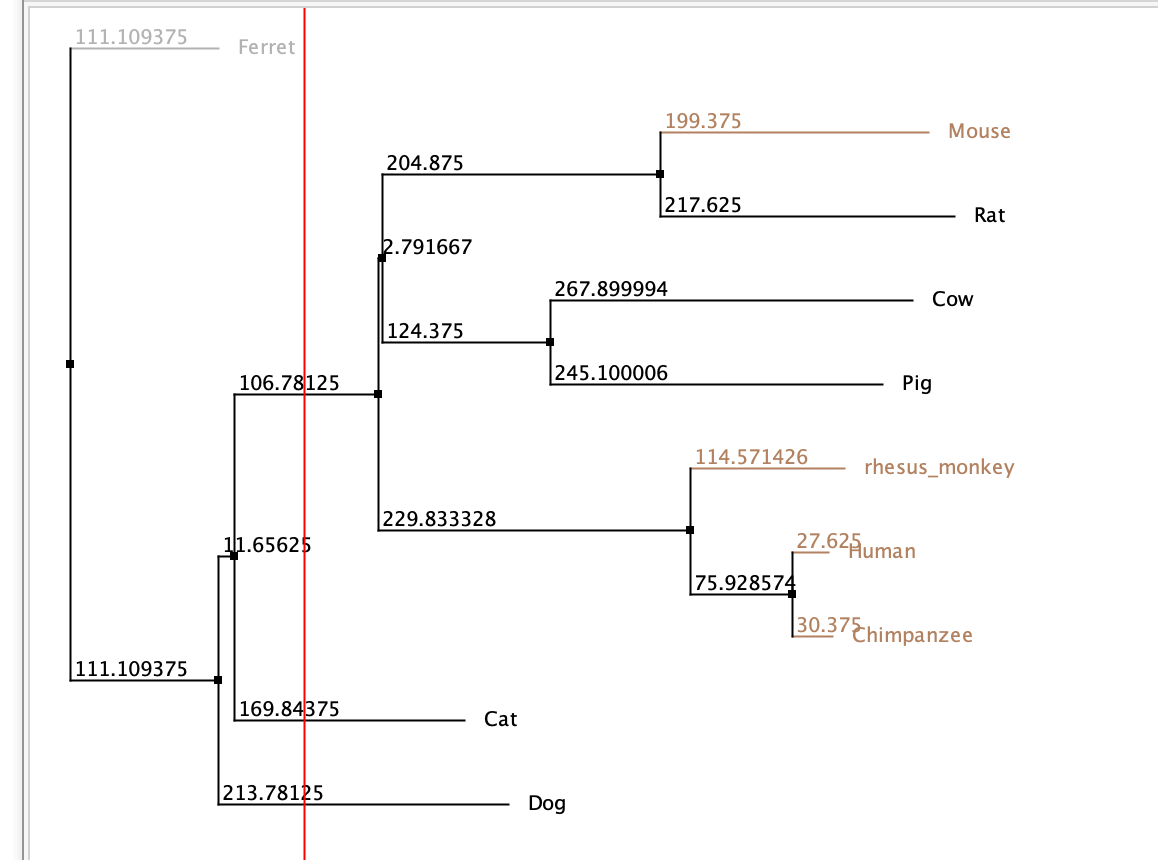 111.109375
Ferret
199.375
Mouse
204.875
217.625
Rat
2.791667
267.899994
Cow
124.375
245.100006
Pig
106.78125
114.571426
rhesus_monkey
229.833328
27.625
Human
11.65625
75.928574
30.375
Chimpanzee
111.109375
169.84375
Cat
213.78125
Dog